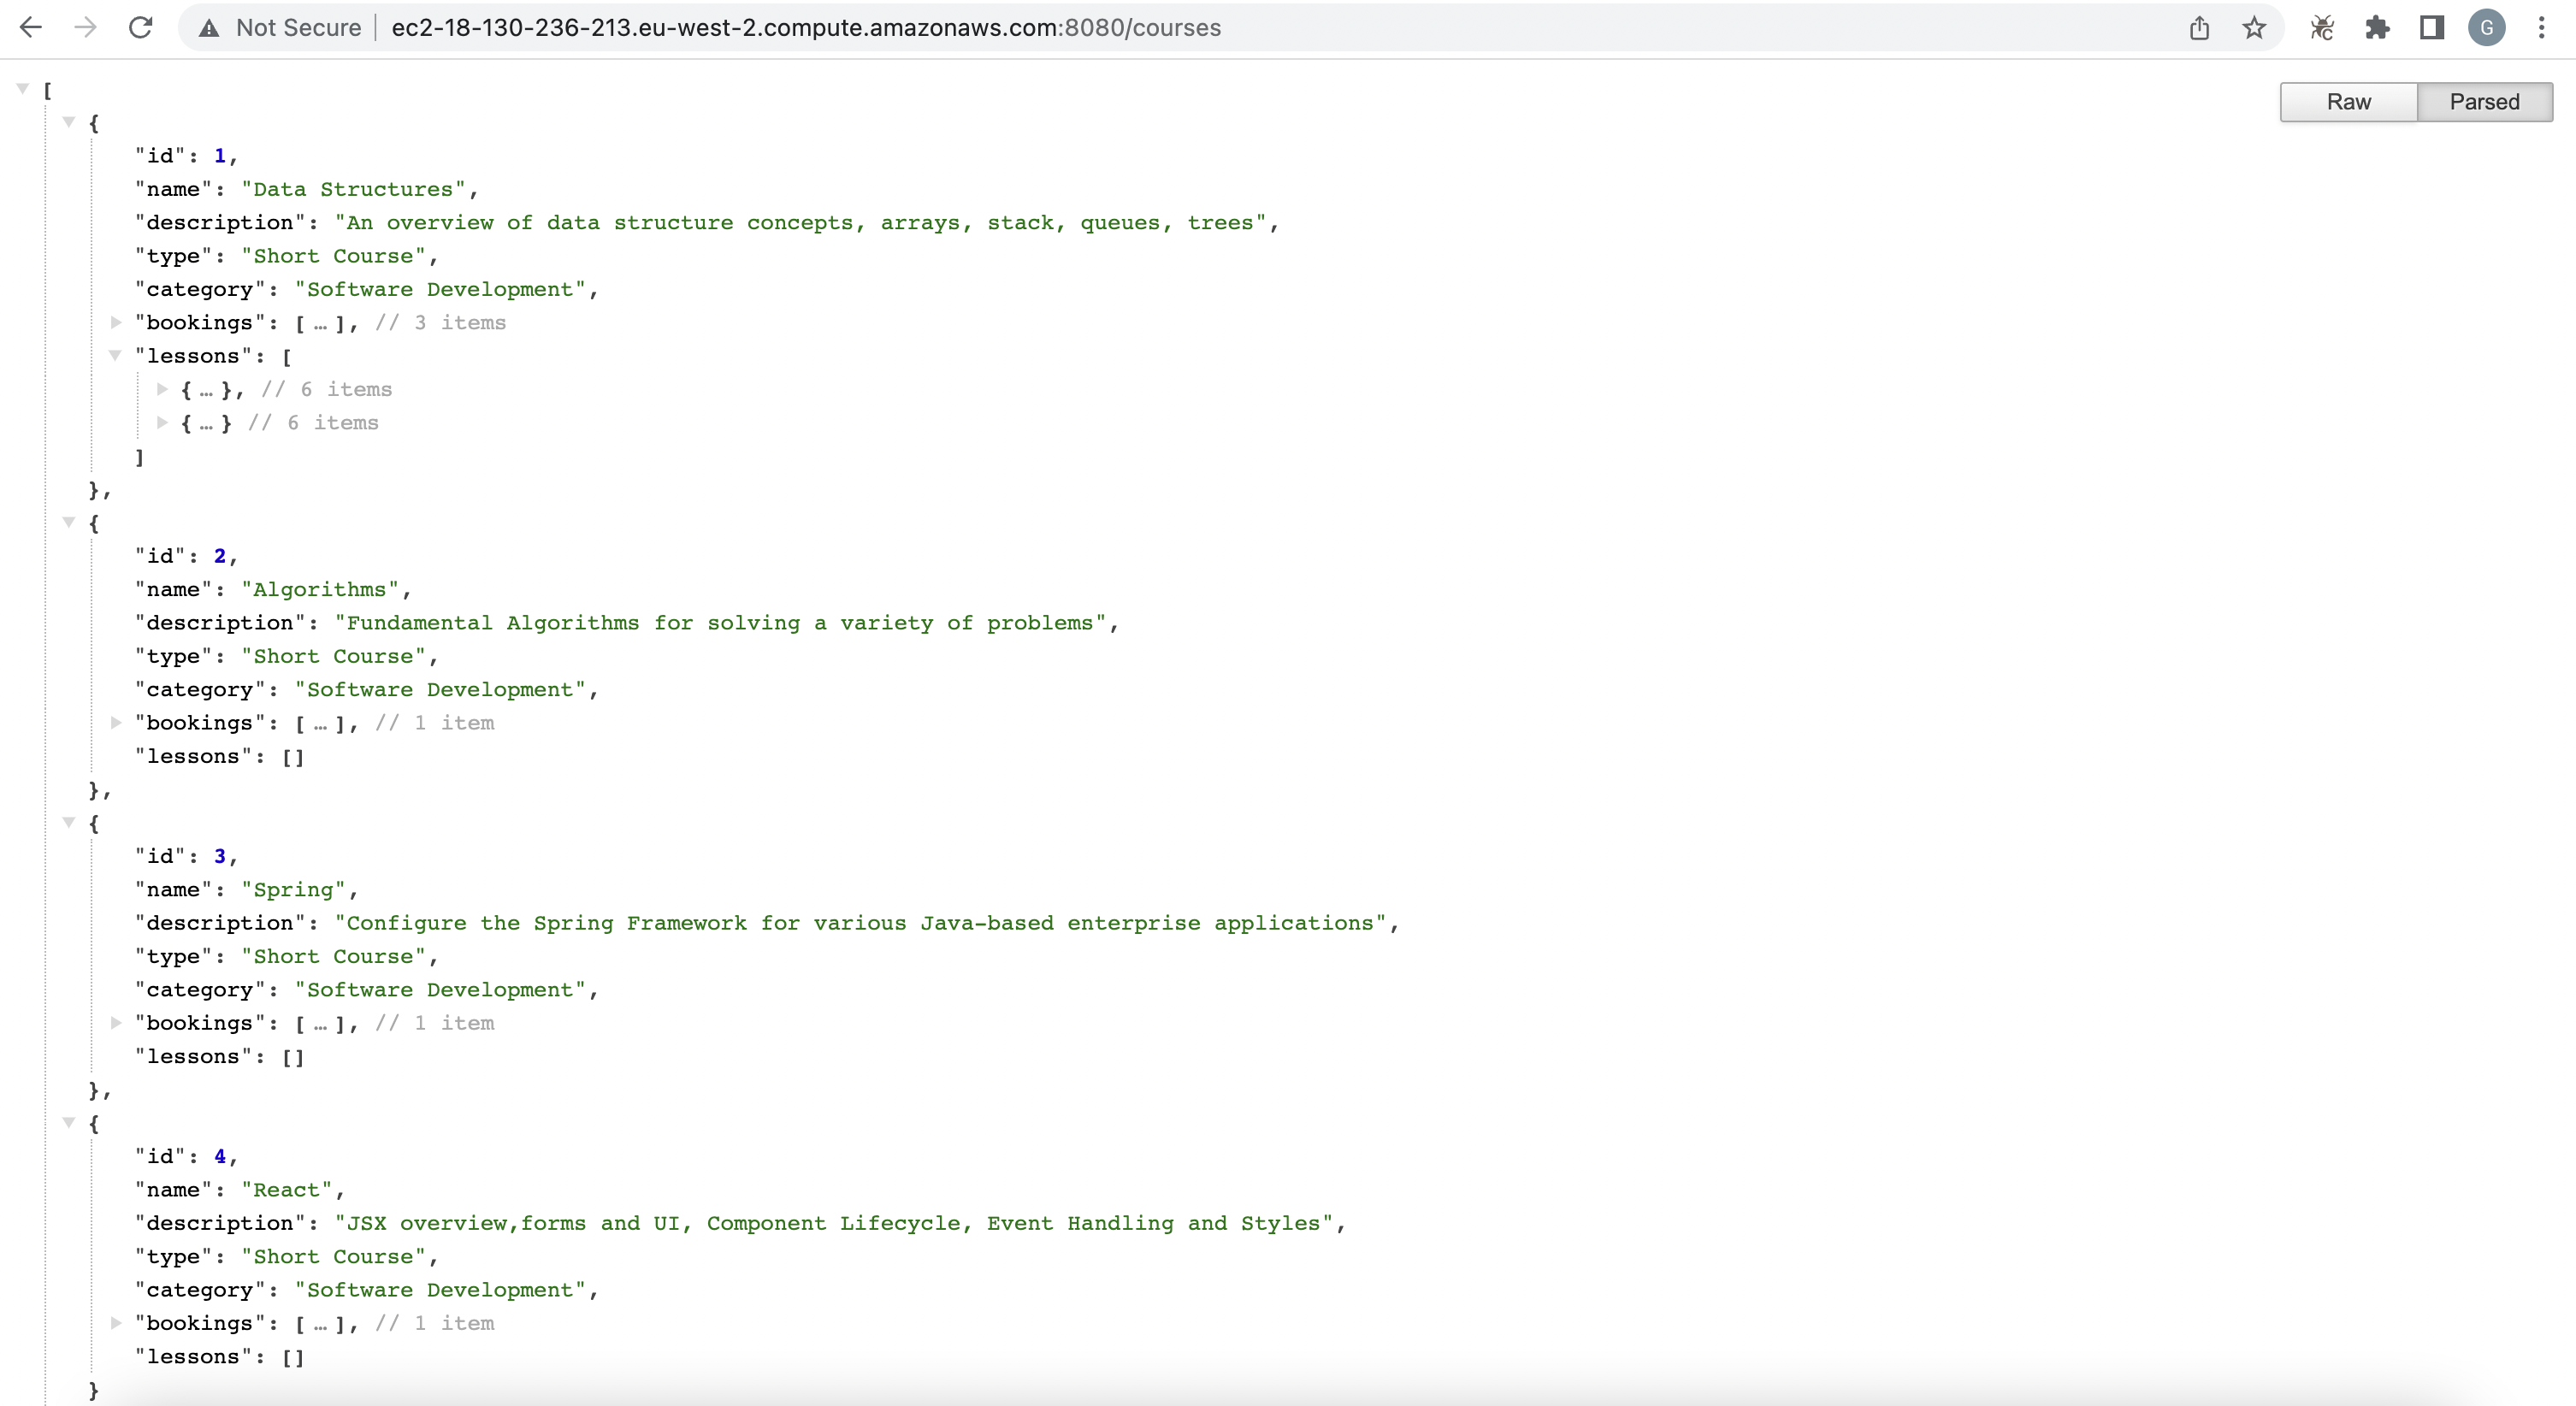 Not Secure ec2-18-130-236-213.eu-west-2.compute.amazonaws.com:8080/courses G
Raw Parsed
[
{
"id": 1,
"name": "Data Structures",
"description": "An overview of data structure concepts, arrays, stack, queues, trees",
"type": "Short Course",
"category": "Software Development",
"bookings": [ … ], // 3 items
"lessons": [
{ … }, // 6 items
{ … } // 6 items
]
},
{
"id": 2,
"name": "Algorithms",
"description": "Fundamental Algorithms for solving a variety of problems",
"type": "Short Course",
"category": "Software Development",
"bookings": [ … ], // 1 item
"lessons": []
},
{
"id": 3,
"name": "Spring",
"description": "Configure the Spring Framework for various Java-based enterprise applications",
"type": "Short Course",
"category": "Software Development",
"bookings": [ … ], // 1 item
"lessons": []
},
{
"id": 4,
"name": "React",
"description": "JSX overview,forms and UI, Component Lifecycle, Event Handling and Styles",
"type": "Short Course",
"category": "Software Development",
"bookings": [ … ], // 1 item
"lessons": []
}